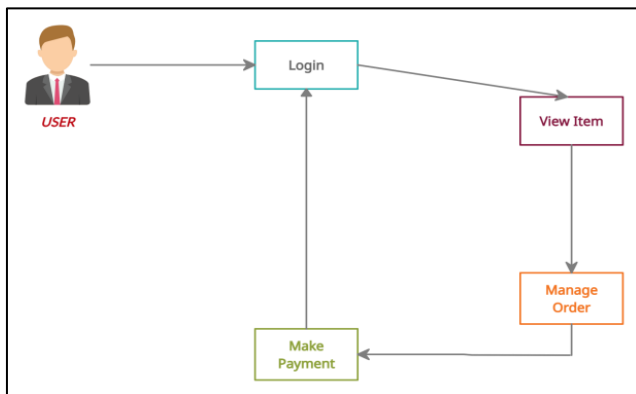 USER
Login
View Item
Manage
Order
Make
Payment